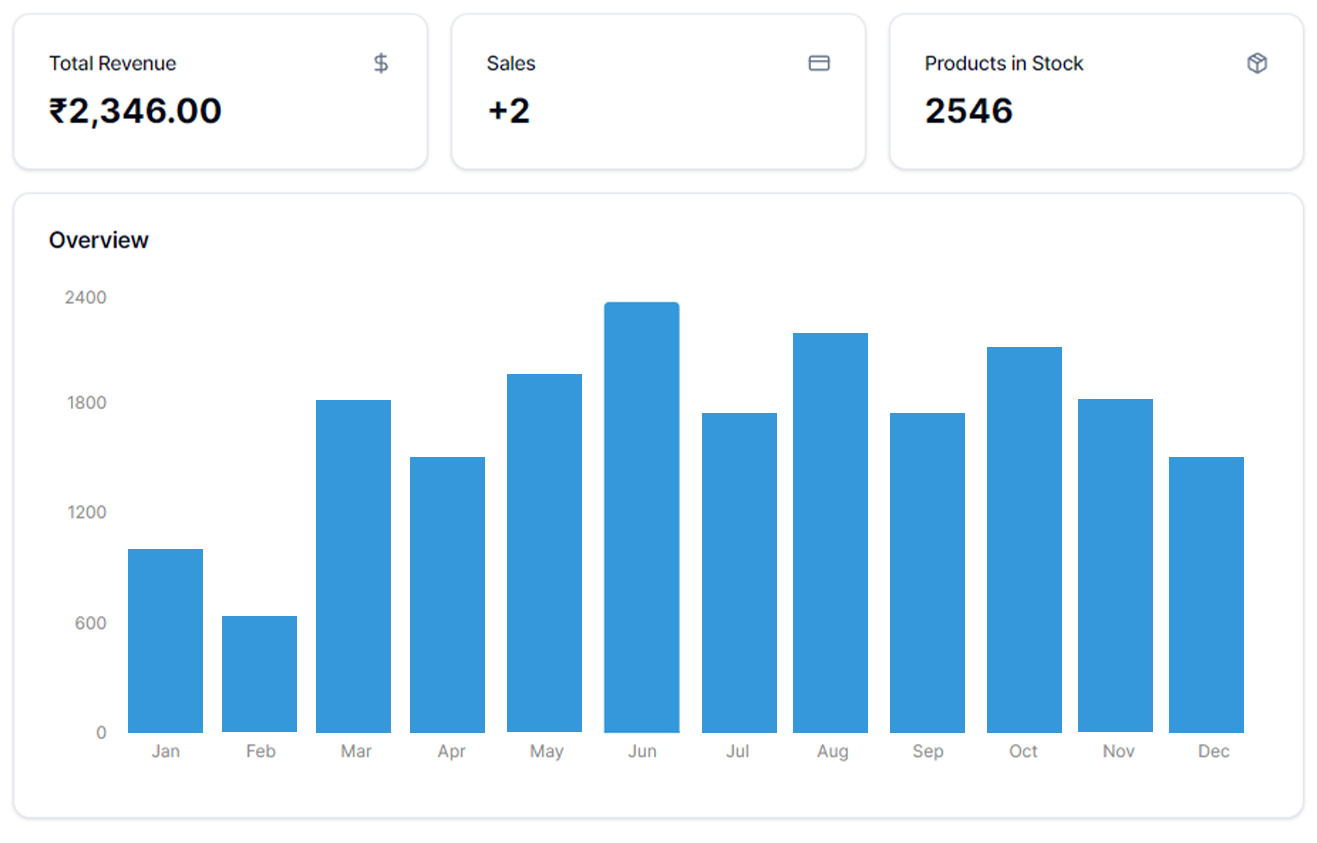 Total Revenue
₹2,346.00
Sales
+2
Products in Stock
2546
Overview
2400
1800
1200
600
0
Jan Feb Mar Apr May Jun Jul Aug Sep Oct Nov Dec